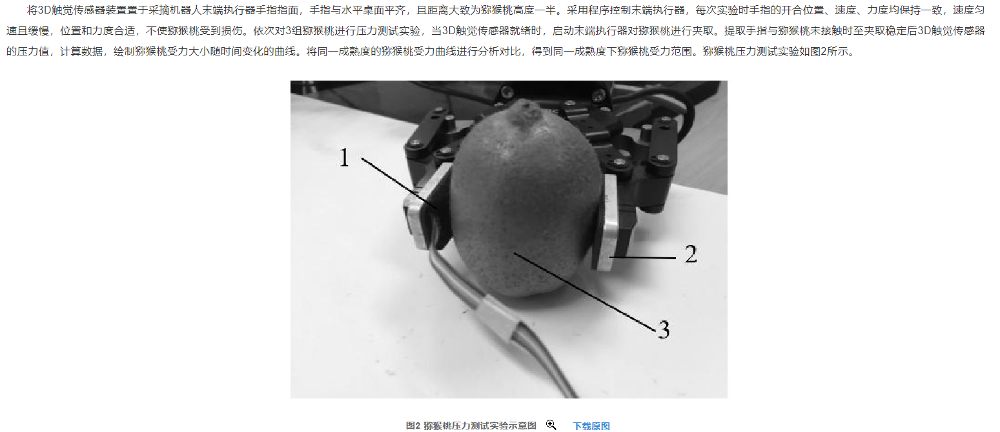 将3D触觉传感器装置置于采摘机器人末端执行器手指指面，手指与水平桌面平齐，且距离大致为猕猴桃高度一半。采用程序控制末端执行器，每次实验时手指的开合位置、速度、力度均保持一致，速度匀
速且缓慢，位置和力度合适，不使猕猴桃受到损伤。依次对3组猕猴桃进行压力测试实验，当3D触觉传感器就绪时，启动末端执行器对猕猴桃进行夹取。提取手指与猕猴桃未接触时至夹取稳定后3D触觉传感器
的压力值，计算数据，绘制猕猴桃受力大小随时间变化的曲线。将同一成熟度的猕猴桃受力曲线进行分析对比，得到同一成熟度下猕猴桃受力范围。猕猴桃压力测试实验如图2所示。
1
2
3
图2 猕猴桃压力测试实验示意图 下载原图